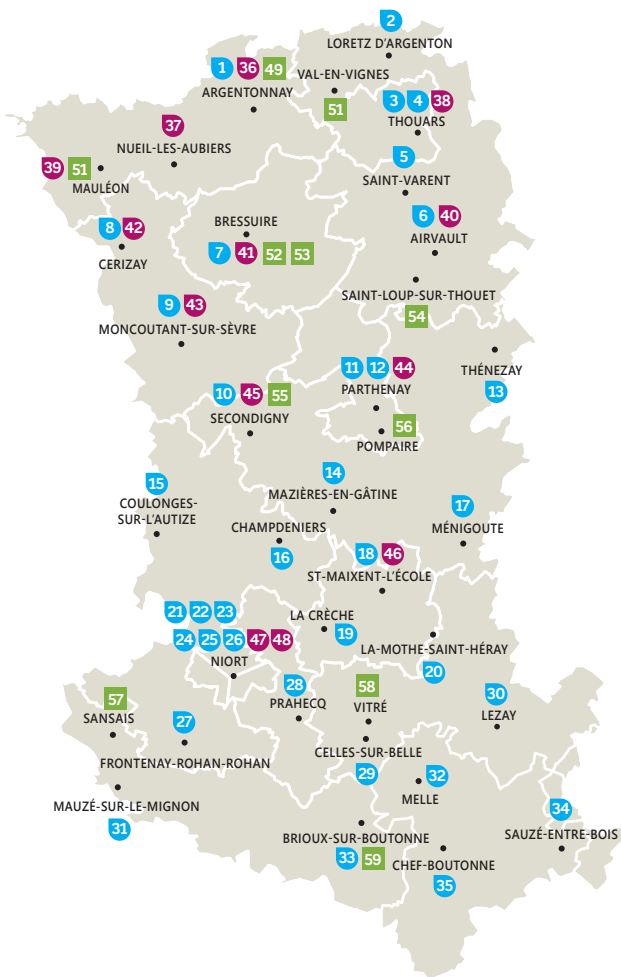 2
LORETZ D'ARGENTON
1 36 49
ARGENTONNAY
VAL-EN-VIGNES
51
3 4 38
THOUARS
37
NUEIL-LES-AUBIERS
39 51
MAULÉON
5
SAINT-VARENT
8 42
CERIZAY
BRESSUIRE
7 41 52 53
6 40
AIRVAULT
SAINT-LOUP-SUR-THOUET
54
9 43
MONCOUTANT-SUR-SÈVRE
11 12 44
PARTHENAY
THÉNEZAY
13
10 45 55
SECONDIGNY
56
POMPAIRE
15
COULONGES-
SUR-L'AUTIZE
14
MAZIÈRES-EN-GÂTINE
17
MÉNIGOUTE
CHAMPDENIERS
16
18 46
ST-MAIXENT-L'ÉCOLE
21 22 23
24 25 26 47 48
NIORT
LA CRÈCHE
19
LA-MOTHE-SAINT-HÉRAY
20
57
SANSAIS
27
FRONTENAY-ROHAN-ROHAN
28
PRAHECQ
58
VITRÉ
30
LEZAY
CELLES-SUR-BELLE
29
MAUZÉ-SUR-LE-MIGNON
31
32
MELLE
34
SAUZÉ-ENTRE-BOIS
BRIOUX-SUR-BOUTONNE
33 59
CHEF-BOUTONNE
35